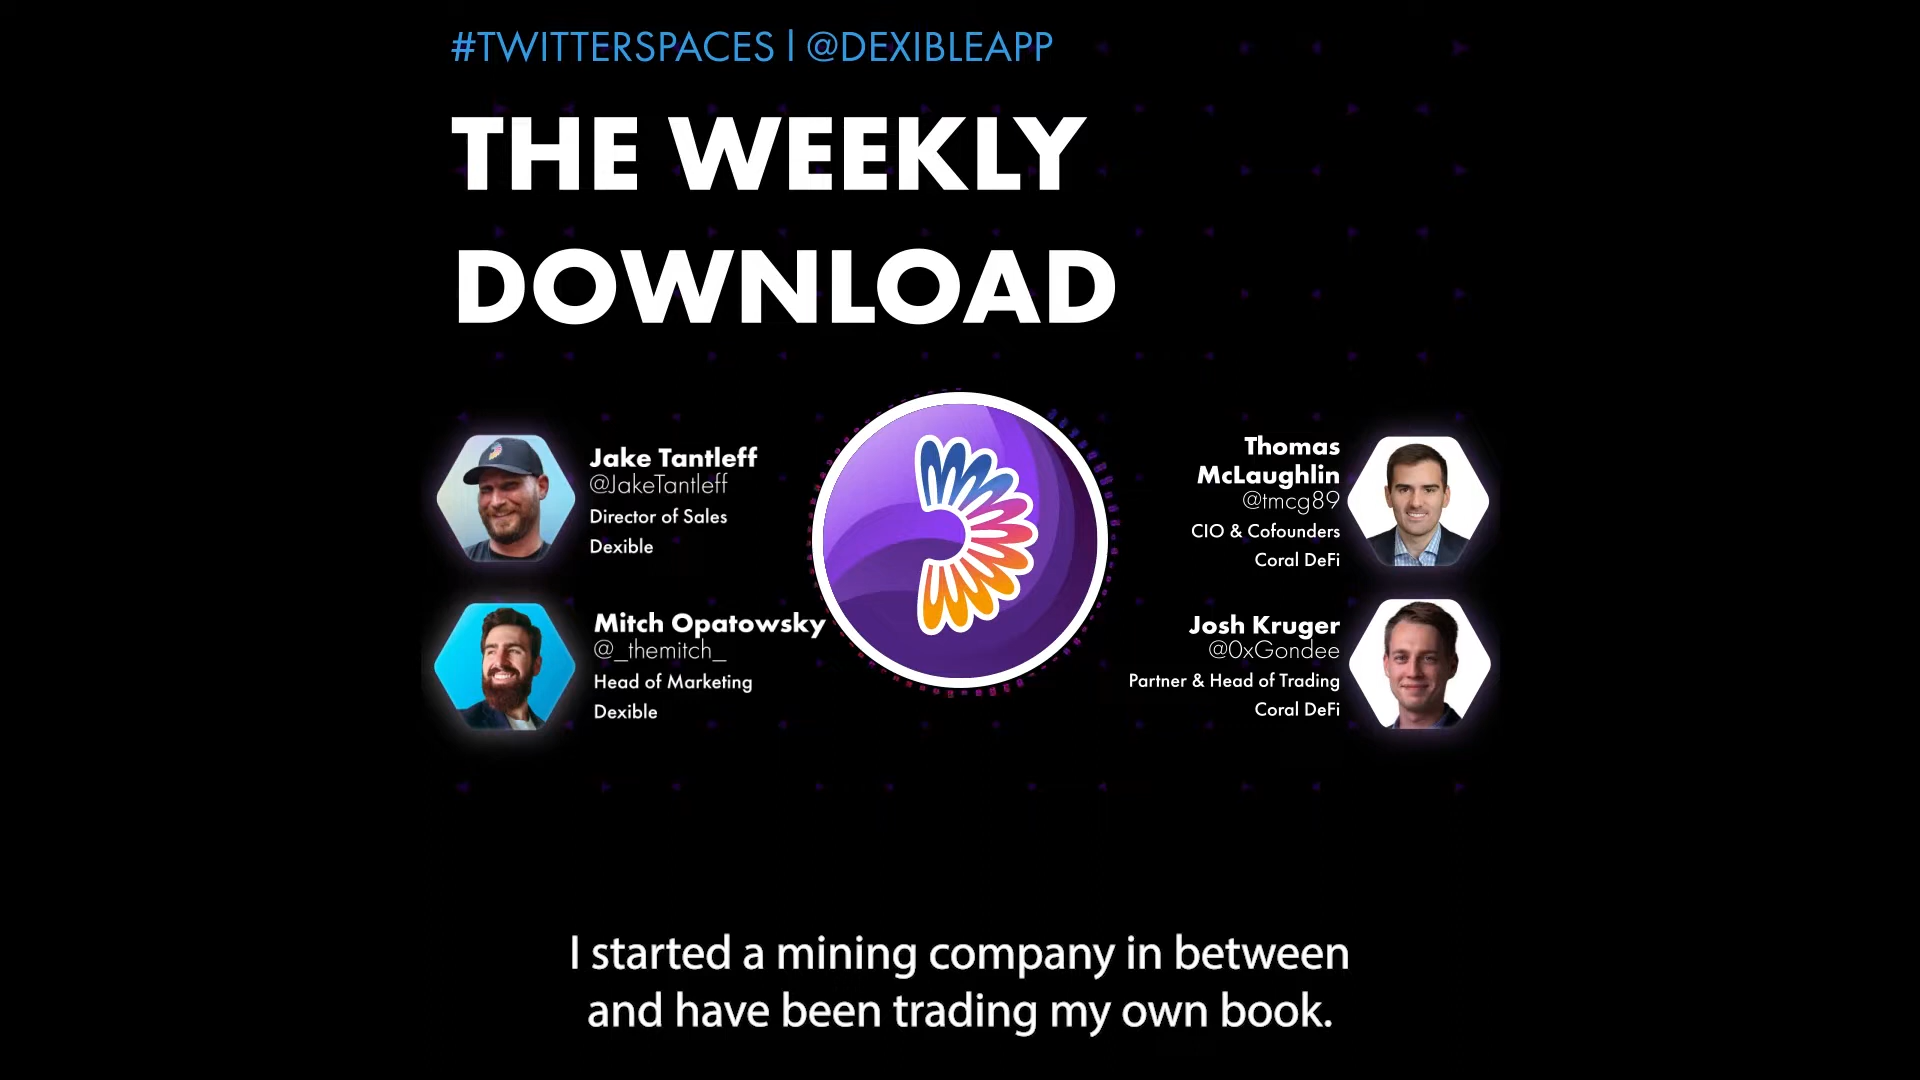 #TWITTERSPACES | @DEXIBLEAPP
THE WEEKLY
DOWNLOAD
Jake Tantleff
@JakeTantleff
Director of Sales
Dexible
Mitch Opatowsky
@_themitch_
Head of Marketing
Dexible
Thomas
McLaughlin
@tmcg89
CIO & Cofounders
Coral DeFi
Josh Kruger
@0xGondee
Partner & Head of Trading
Coral DeFi
I started a mining company in between
and have been trading my own book.